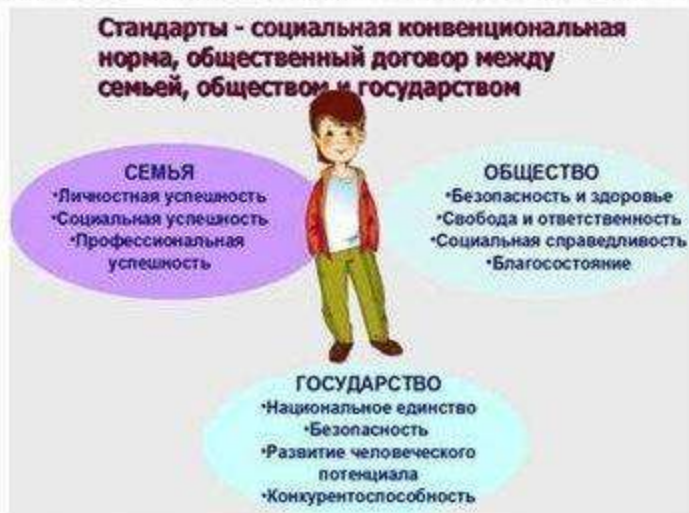 Стандарты - социальная конвенциональная
норма, общественный договор между
семьей, обществом и государством
СЕМЬЯ
•Личностная успешность
•Социальная успешность
•Профессиональная
успешность
ОБЩЕСТВО
•Безопасность и здоровье
•Свобода и ответственность
•Социальная справедливость
•Благосостояние
ГОСУДАРСТВО
•Национальное единство
•Безопасность
•Развитие человеческого
потенциала
•Конкурентоспособность